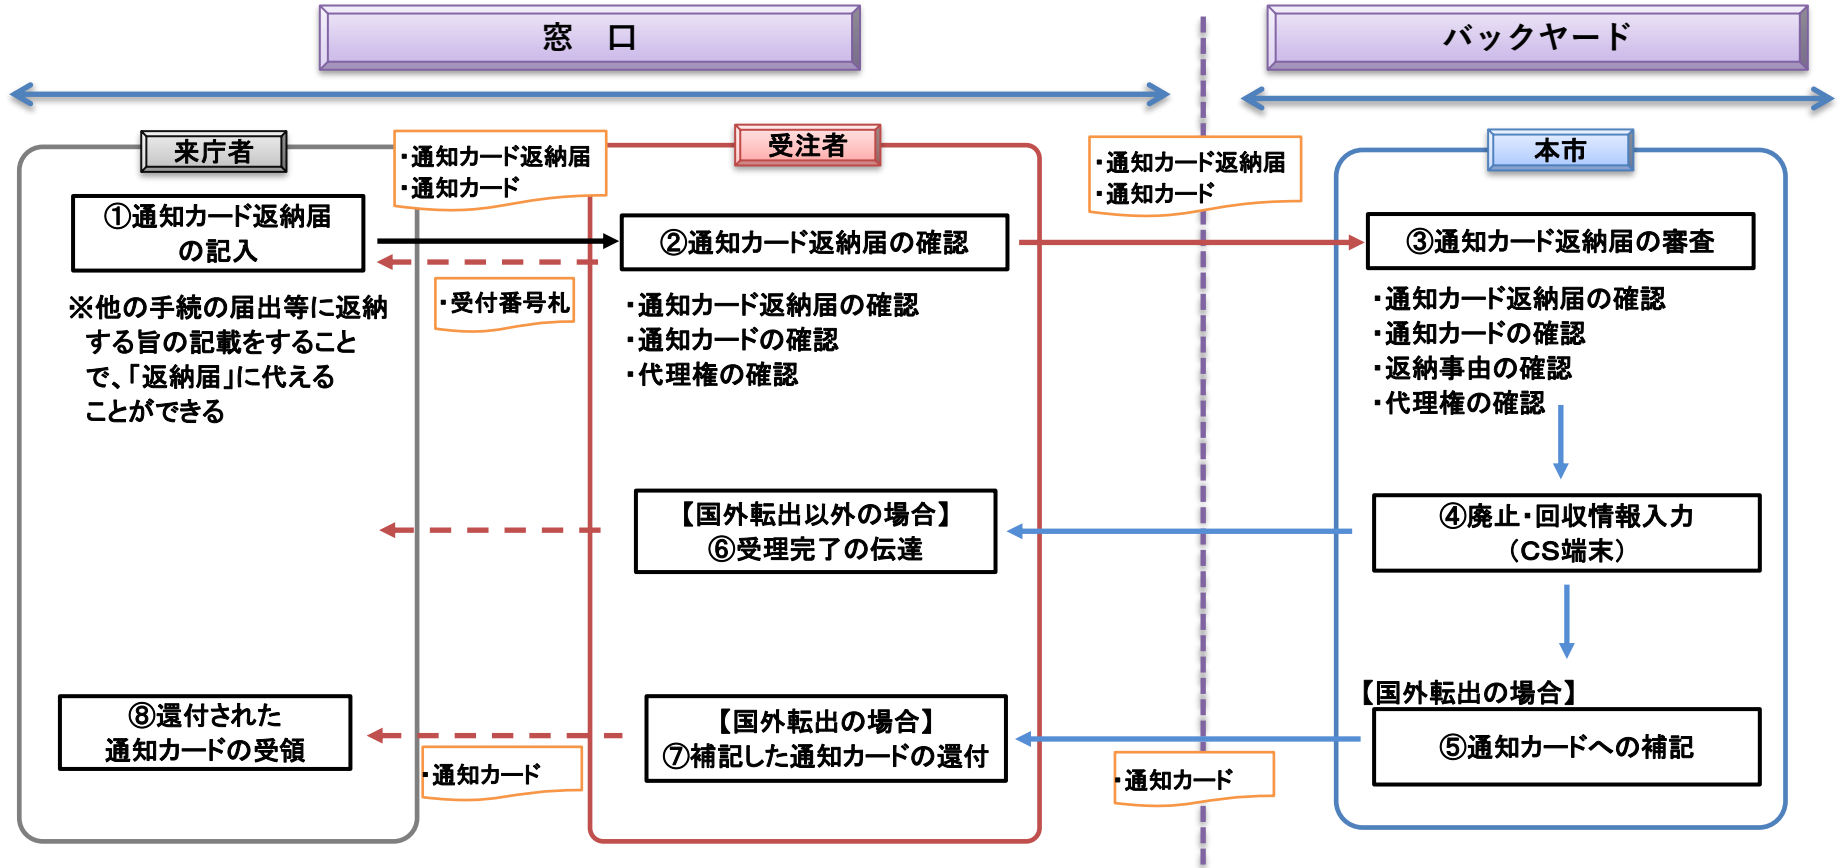 窓　口
バックヤード
来庁者
・通知カード返納届
・通知カード
受注者
・通知カード返納届
・通知カード
本市
①通知カード返納届
の記入
②通知カード返納届の確認
③通知カード返納届の審査
※他の手続の届出等に返納
する旨の記載をすること
で、「返納届」に代える
ことができる
・受付番号札
・通知カード返納届の確認
・通知カードの確認
・代理権の確認
・通知カード返納届の確認
・通知カードの確認
・返納事由の確認
・代理権の確認
【国外転出以外の場合】
⑥受理完了の伝達
④廃止・回収情報入力
（CS端末）
【国外転出の場合】
⑧還付された
通知カードの受領
【国外転出の場合】
⑦補記した通知カードの還付
⑤通知カードへの補記
・通知カード
・通知カード